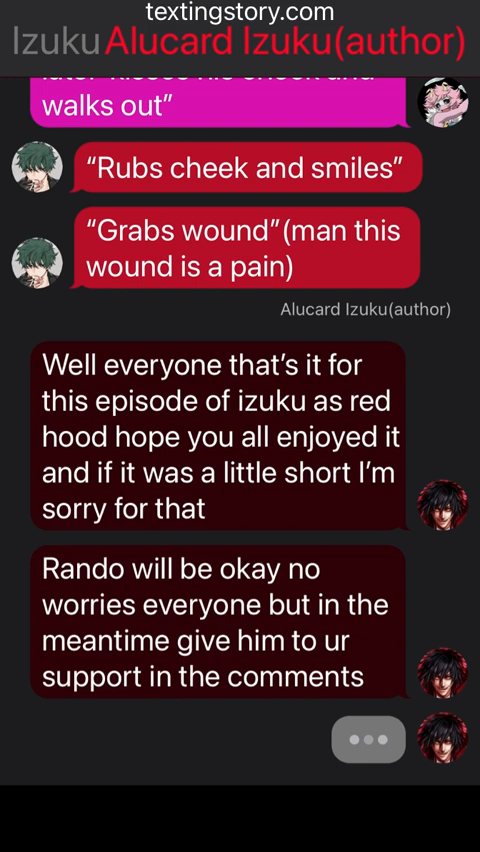 textingstory.com
Izuku Alucard Izuku(author)
walks out”
“Rubs cheek and smiles”
“Grabs wound”(man this
wound is a pain)
Alucard Izuku(author)
Well everyone that’s it for
this episode of izuku as red
hood hope you all enjoyed it
and if it was a little short I’m
sorry for that
Rando will be okay no
worries everyone but in the
meantime give him to ur
support in the comments